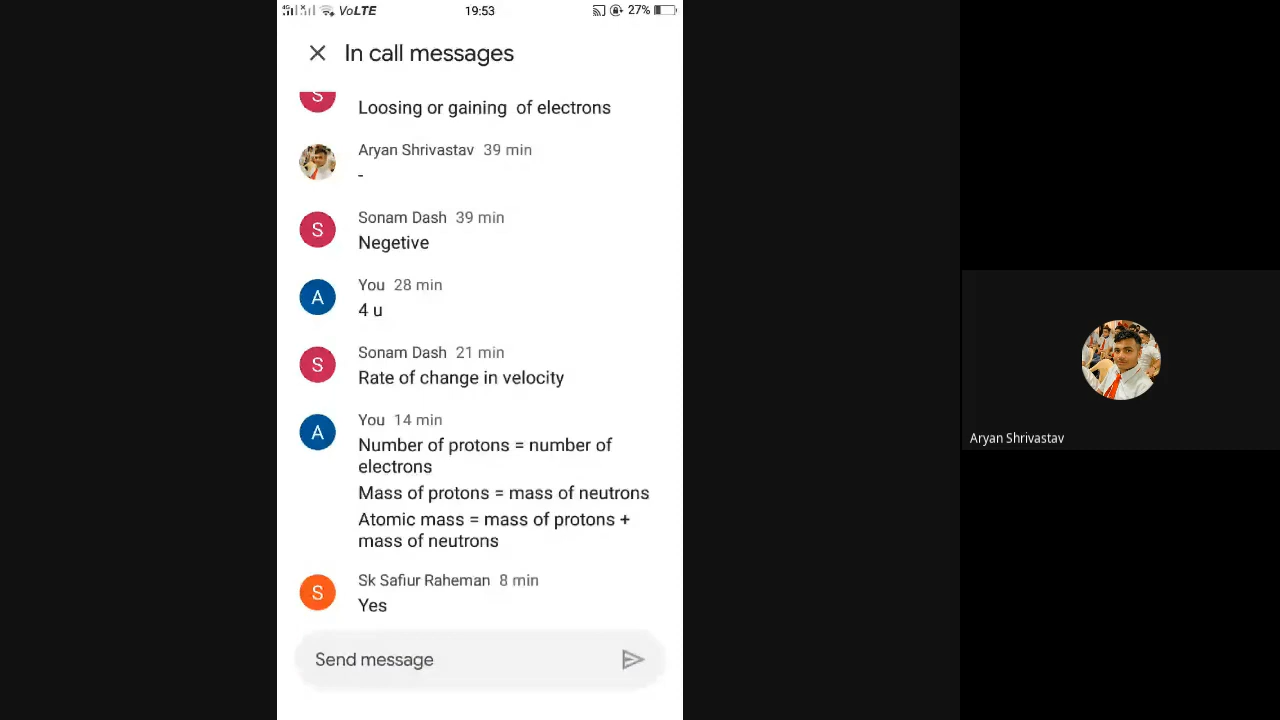 VoLTE
19:53
27%
In call messages
S
Loosing or gaining of electrons
Aryan Shrivastav 39 min
-
S
Sonam Dash 39 min
Negetive
A
You 28 min
4 u
S
Sonam Dash 21 min
Rate of change in velocity
A
You 14 min
Number of protons = number of
electrons
Mass of protons = mass of neutrons
Atomic mass = mass of protons +
mass of neutrons
S
Sk Safiur Raheman 8 min
Yes
Send message
Aryan Shrivastav